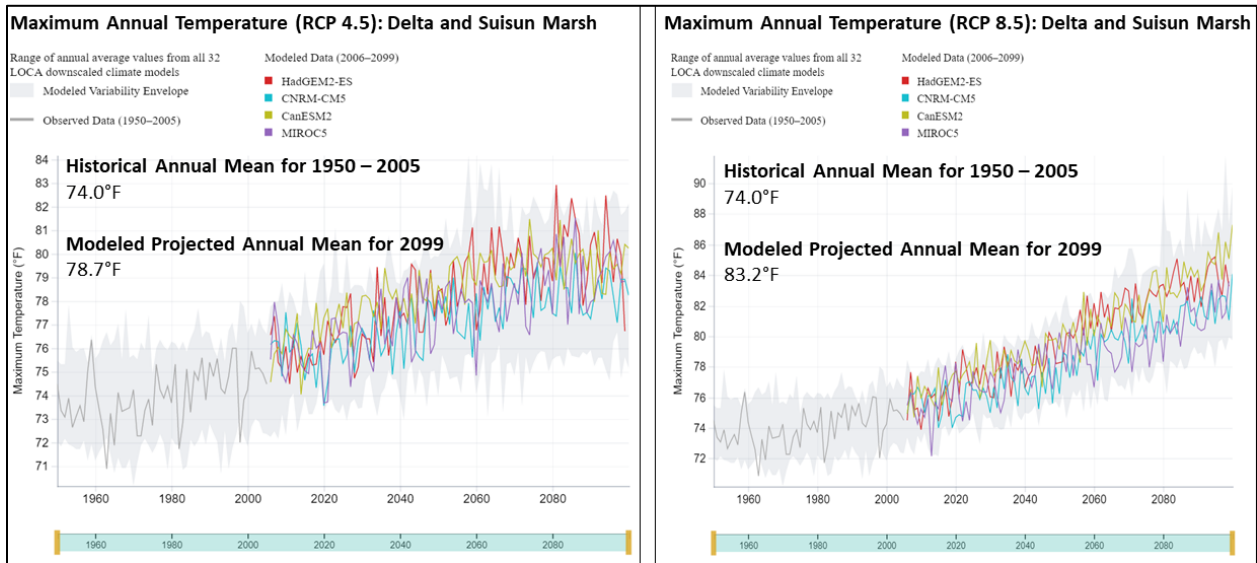 Maximum Annual Temperature (RCP 4.5): Delta and Suisun Marsh
Range of annual average values from all 32
LOCA downscaled climate models
Modeled Variability Envelope
Observed Data (1950–2005)
Modeled Data (2006–2099)
HadGEM2-ES
CNRM-CM5
CanESM2
MIROC5
Historical Annual Mean for 1950 – 2005
74.0°F
Modeled Projected Annual Mean for 2099
78.7°F
Maximum Temperature (°F)
84
83
82
81
80
79
78
77
76
75
74
73
72
71
1960 1980 2000 2020 2040 2060 2080
1960 1980 2000 2020 2040 2060 2080
Maximum Annual Temperature (RCP 8.5): Delta and Suisun Marsh
Range of annual average values from all 32
LOCA downscaled climate models
Modeled Variability Envelope
Observed Data (1950–2005)
Modeled Data (2006–2099)
HadGEM2-ES
CNRM-CM5
CanESM2
MIROC5
Historical Annual Mean for 1950 – 2005
74.0°F
Modeled Projected Annual Mean for 2099
83.2°F
Maximum Temperature (°F)
90
88
86
84
82
80
78
76
74
72
1960 1980 2000 2020 2040 2060 2080
1960 1980 2000 2020 2040 2060 2080